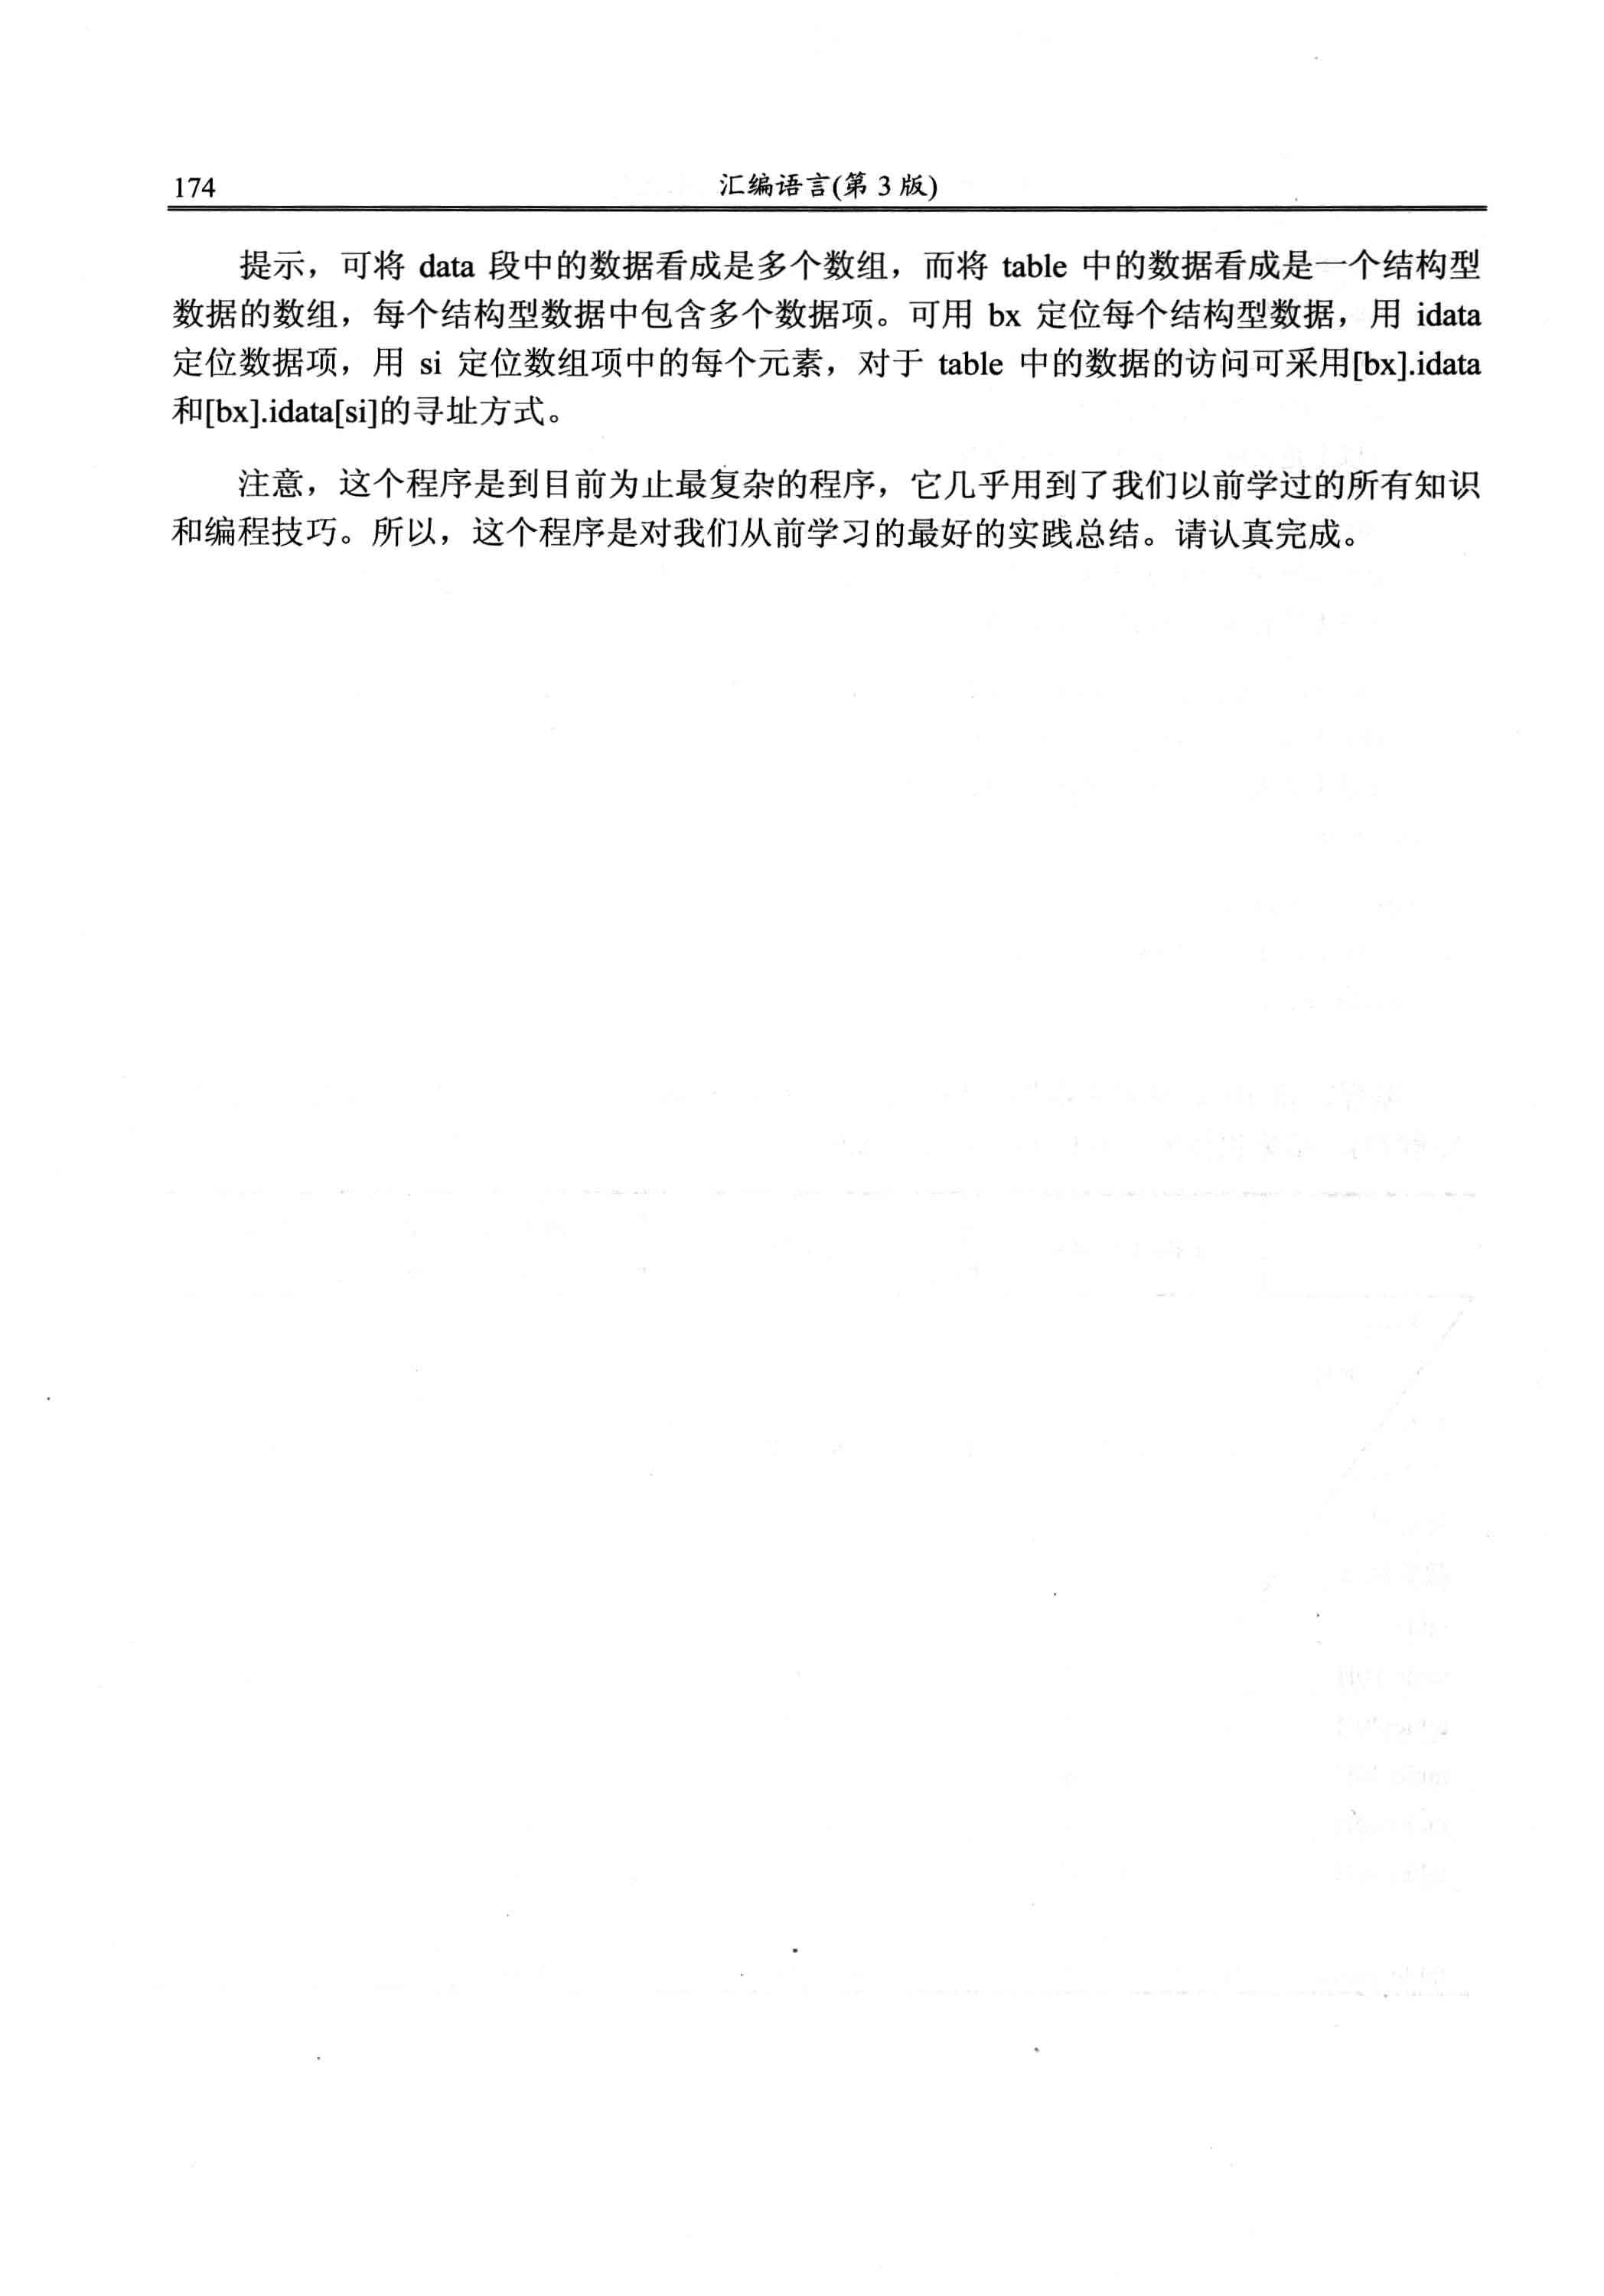 174
汇编语言(第 3 版)
提示，可将 data 段中的数据看成是多个数组，而将 table 中的数据看成是一个结构型
数据的数组，每个结构型数据中包含多个数据项。可用 bx 定位每个结构型数据，用 idata
定位数据项，用 si 定位数组项中的每个元素，对于 table 中的数据的访问可采用[bx].idata
和[bx].idata[si]的寻址方式。
注意，这个程序是到目前为止最复杂的程序，它几乎用到了我们以前学过的所有知识
和编程技巧。所以，这个程序是对我们从前学习的最好的实践总结。请认真完成。